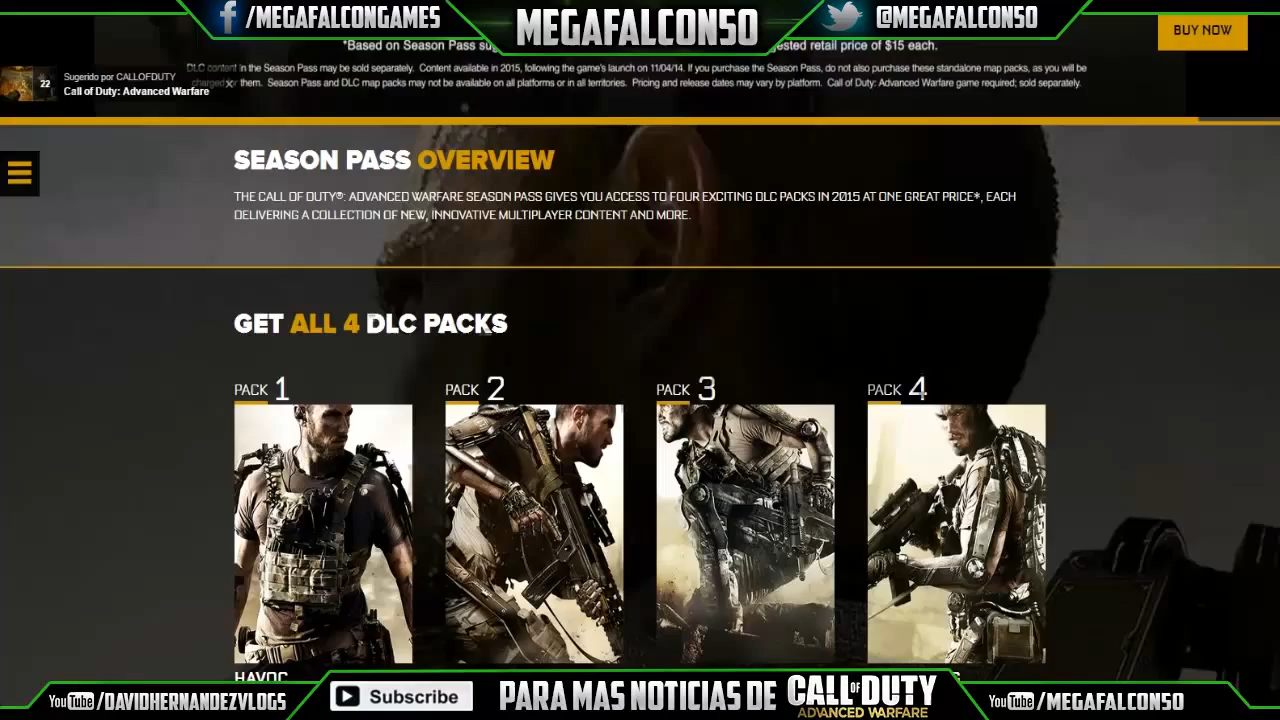 /MEGAFALCONGAMES
MEGAFALCON50
@MEGAFALCON50
BUY NOW
*Based on Season Pass sug
ested retail price of $15 each.
DLC content in the Season Pass may be sold separately. Content available in 2015, following the game's launch on 11/04/14. If you purchase the Season Pass, do not also purchase these standalone map packs, as you will be
charged for them. Season Pass and DLC map packs may not be available on all platforms or in all territories. Pricing and release dates may vary by platform. Call of Duty: Advanced Warfare game required; sold separately.
22
Sugerido por CALLOFDUTY
Call of Duty: Advanced Warfare
SEASON PASS OVERVIEW
THE CALL OF DUTY®: ADVANCED WARFARE SEASON PASS GIVES YOU ACCESS TO FOUR EXCITING DLC PACKS IN 2015 AT ONE GREAT PRICE*, EACH
DELIVERING A COLLECTION OF NEW, INNOVATIVE MULTIPLAYER CONTENT AND MORE.
GET ALL 4 DLC PACKS
PACK 1
PACK 2
PACK 3
PACK 4
HAVOC
YouTube/DAVIDHERNANDEZVLOGS
Subscribe
PARA MAS NOTICIAS DE CALL OF DUTY
ADVANCED WARFARE
YouTube/MEGAFALCON50